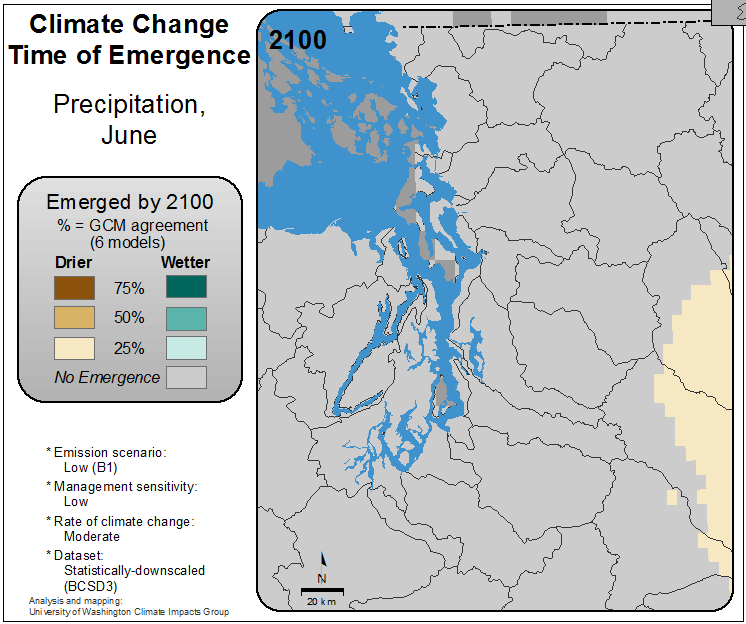 Climate Change
Time of Emergence
Precipitation,
June
Emerged by 2100
% = GCM agreement
(6 models)
Drier Wetter
75%
50%
25%
No Emergence
* Emission scenario:
Low (B1)
* Management sensitivity:
Low
* Rate of climate change:
Moderate
* Dataset:
Statistically-downscaled
(BCSD3)
Analysis and mapping:
University of Washington Climate Impacts Group
2100
N
20 km